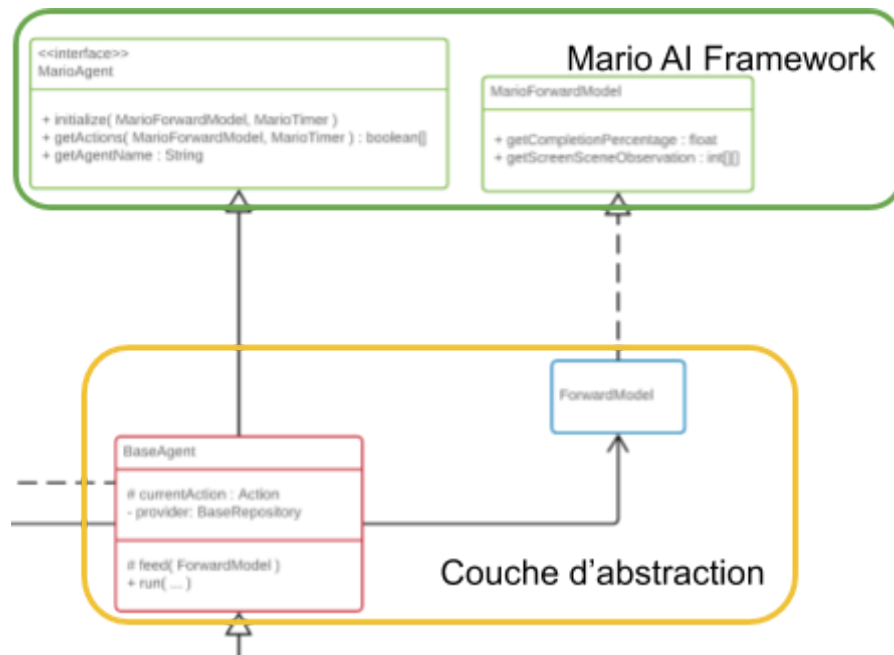 Mario AI Framework
<<interface>>
MarioAgent
+ initialize( MarioForwardModel, MarioTimer )
+ getActions( MarioForwardModel, MarioTimer ) : boolean[]
+ getAgentName : String
MarioForwardModel
+ getCompletionPercentage : float
+ getScreenSceneObservation : int[][]
ForwardModel
BaseAgent
# currentAction : Action
- provider: BaseRepository
# feed( ForwardModel )
+ run( ... )
Couche d’abstraction